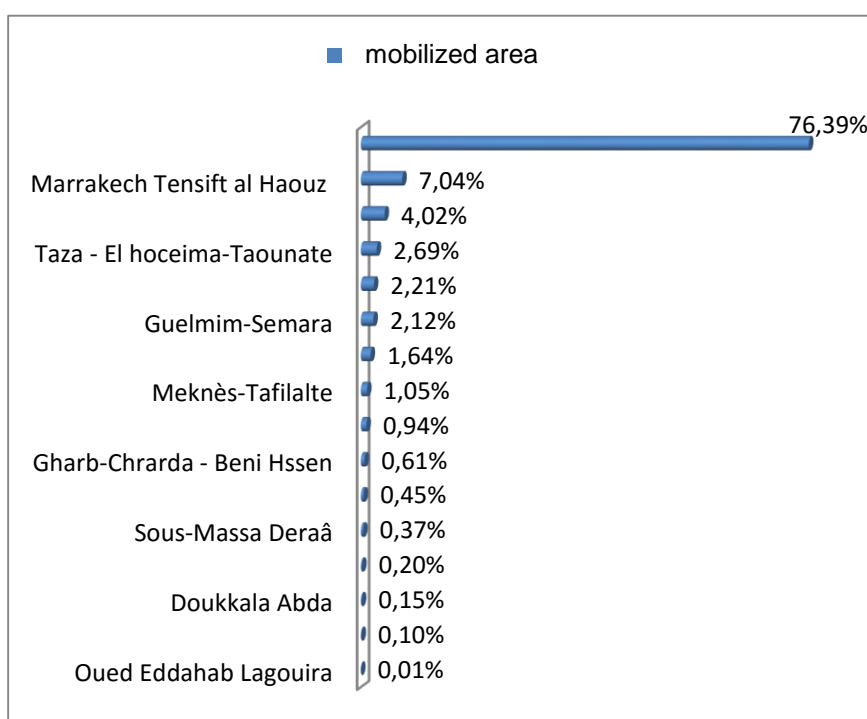 mobilized area
76,39%
Marrakech Tensift al Haouz 7,04%
4,02%
Taza - El hoceima-Taounate 2,69%
2,21%
Guelmim-Semara 2,12%
1,64%
Meknès-Tafilalte 1,05%
0,94%
Gharb-Chrarda - Beni Hssen 0,61%
0,45%
Sous-Massa Deraâ 0,37%
0,20%
Doukkala Abda 0,15%
0,10%
Oued Eddahab Lagouira 0,01%